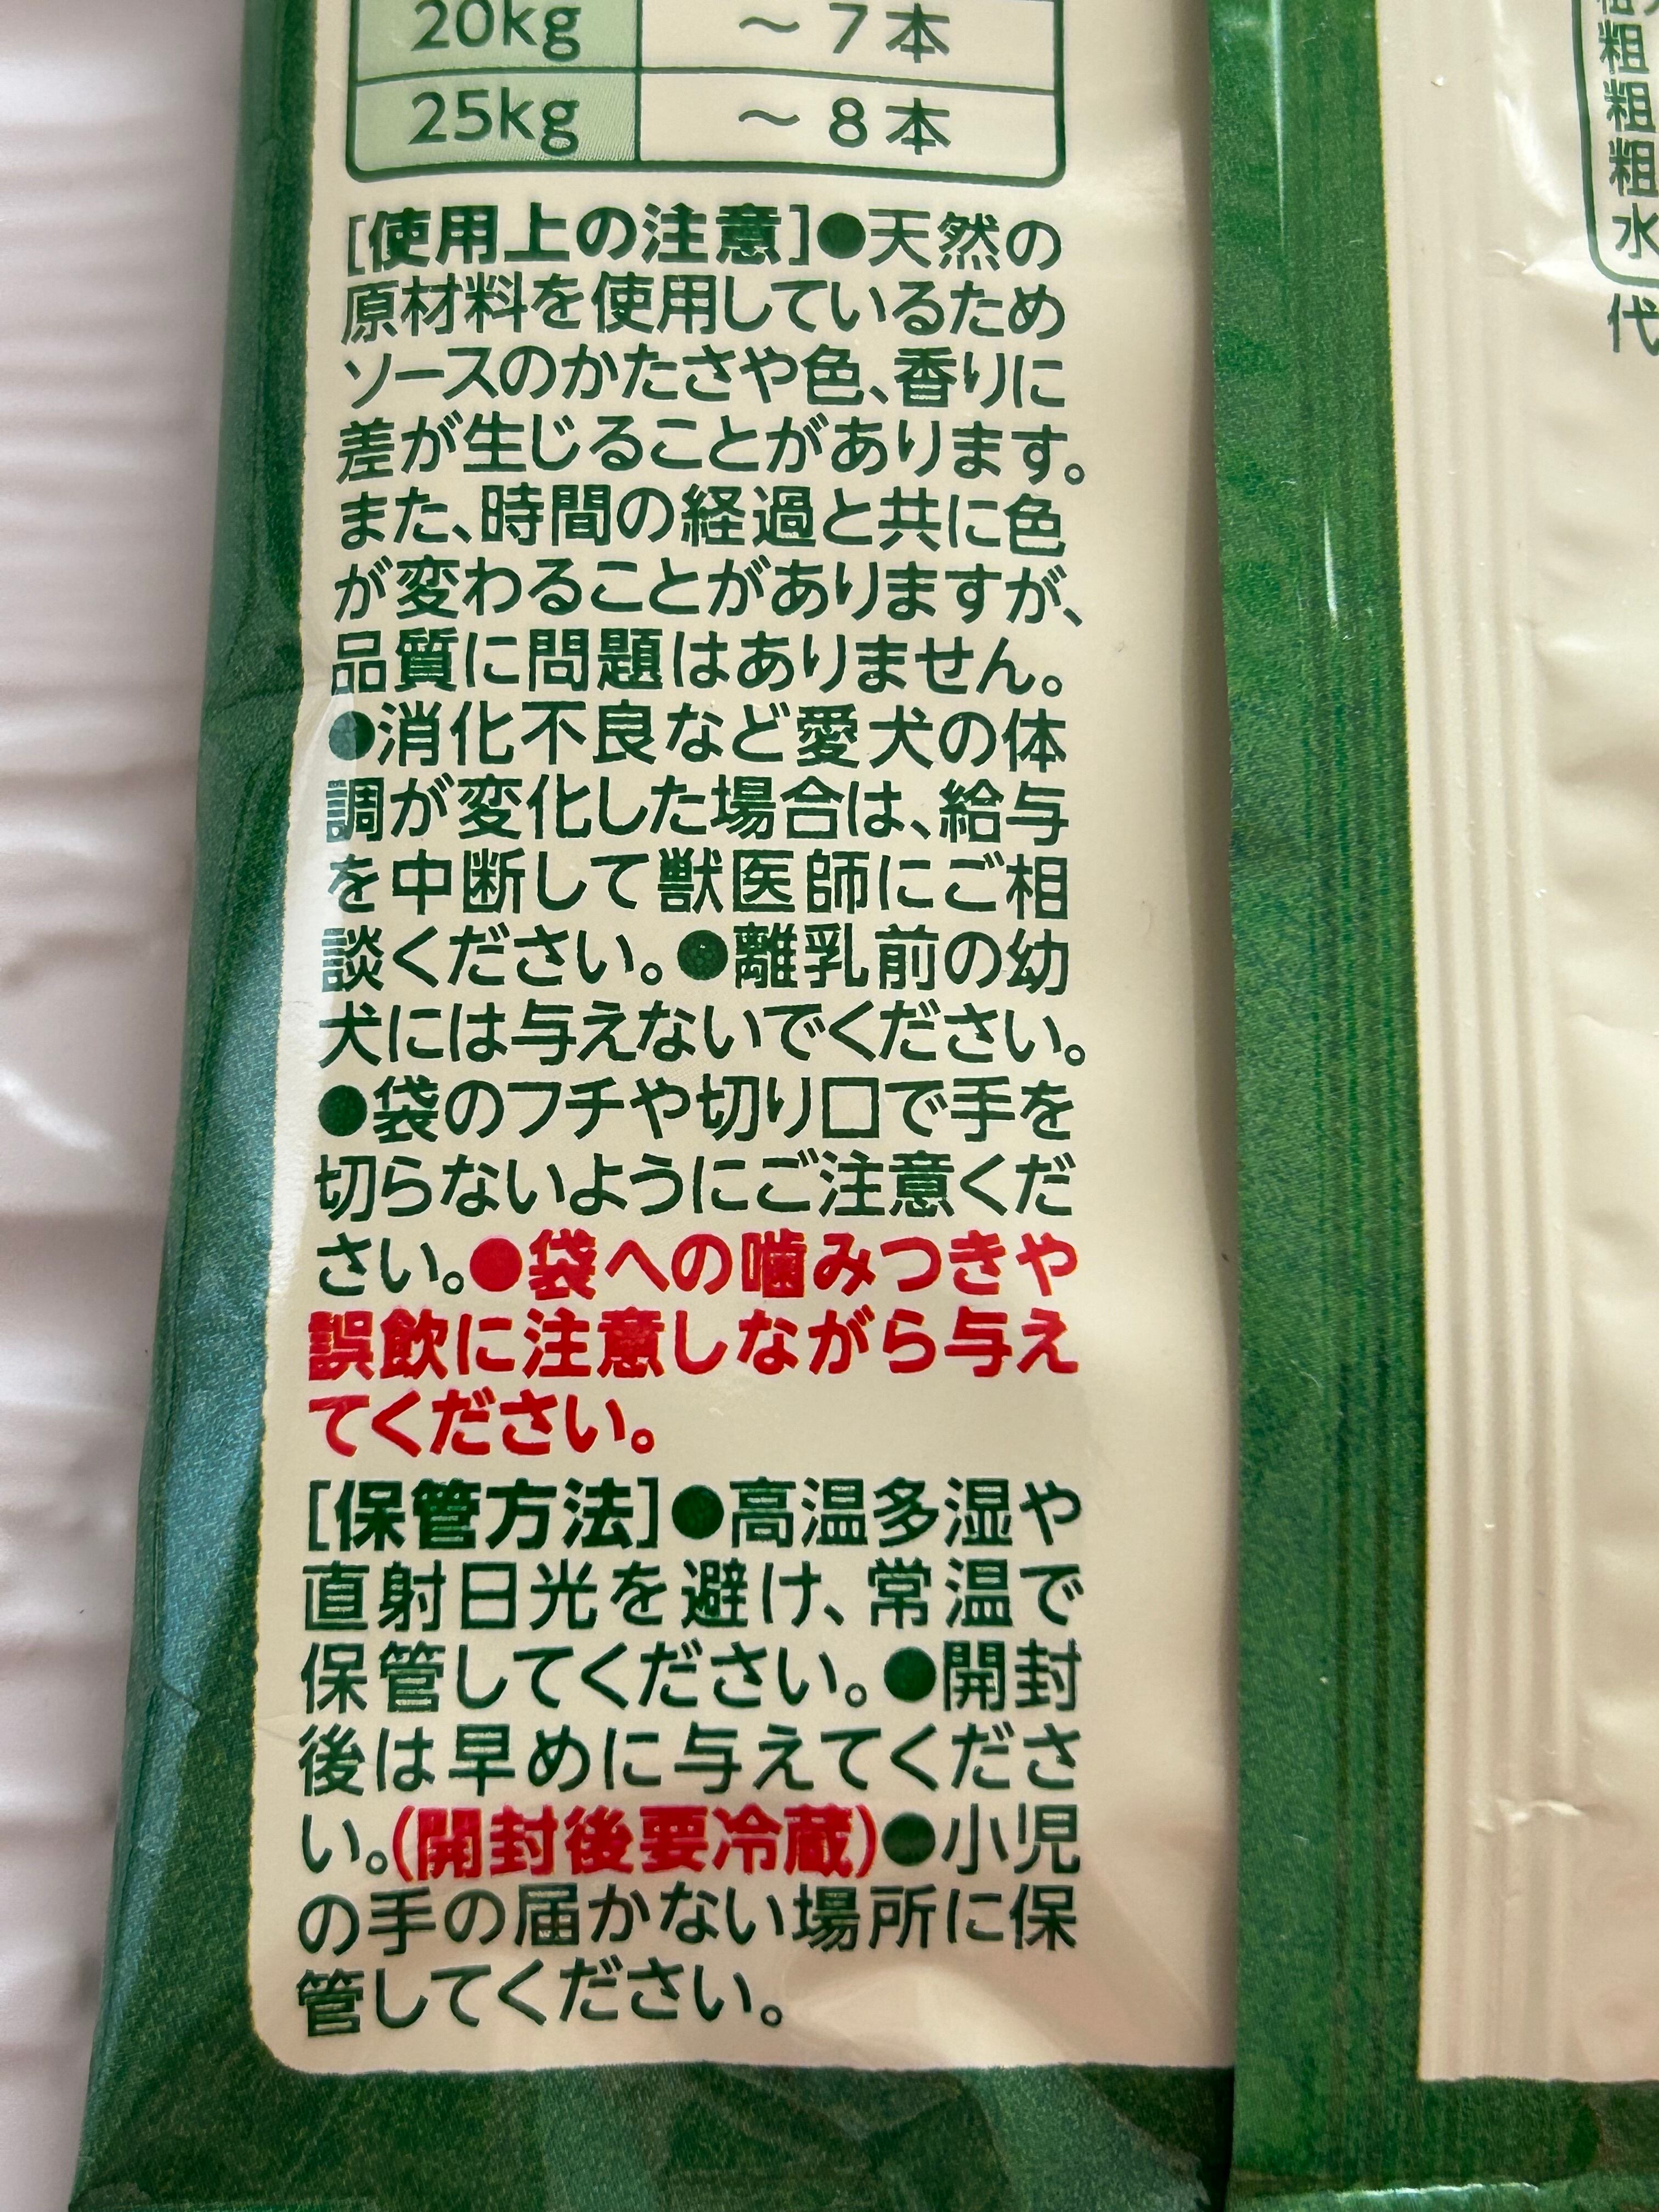 20kg ～7本
25kg ～8本
[使用上の注意]●天然の
原材料を使用しているため
ソースのかたさや色、香りに
差が生じることがあります。
また、時間の経過と共に色
が変わることがありますが、
品質に問題はありません。
●消化不良など愛犬の体
調が変化した場合は、給与
を中断して獣医師にご相
談ください。●離乳前の幼
犬には与えないでください。
●袋のフチや切り口で手を
切らないようにご注意くだ
さい。●袋への噛みつきや
誤飲に注意しながら与え
てください。
[保管方法]●高温多湿や
直射日光を避け、常温で
保管してください。●開封
後は早めに与えてくださ
い。(開封後要冷蔵)●小児
の手の届かない場所に保
管してください。
粗
粗
粗
水
代